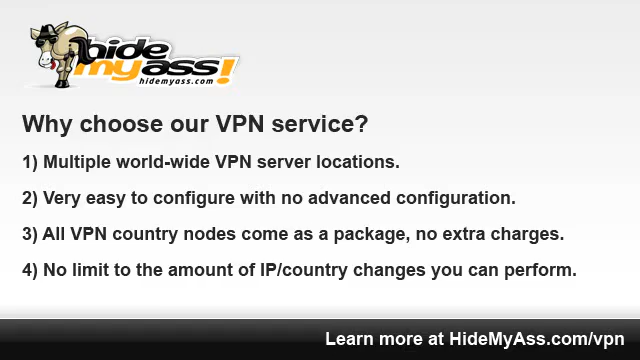 hide
my ass!
hidemyass.com
Why choose our VPN service?
1) Multiple world-wide VPN server locations.
2) Very easy to configure with no advanced configuration.
3) All VPN country nodes come as a package, no extra charges.
4) No limit to the amount of IP/country changes you can perform.
Learn more at HideMyAss.com/vpn